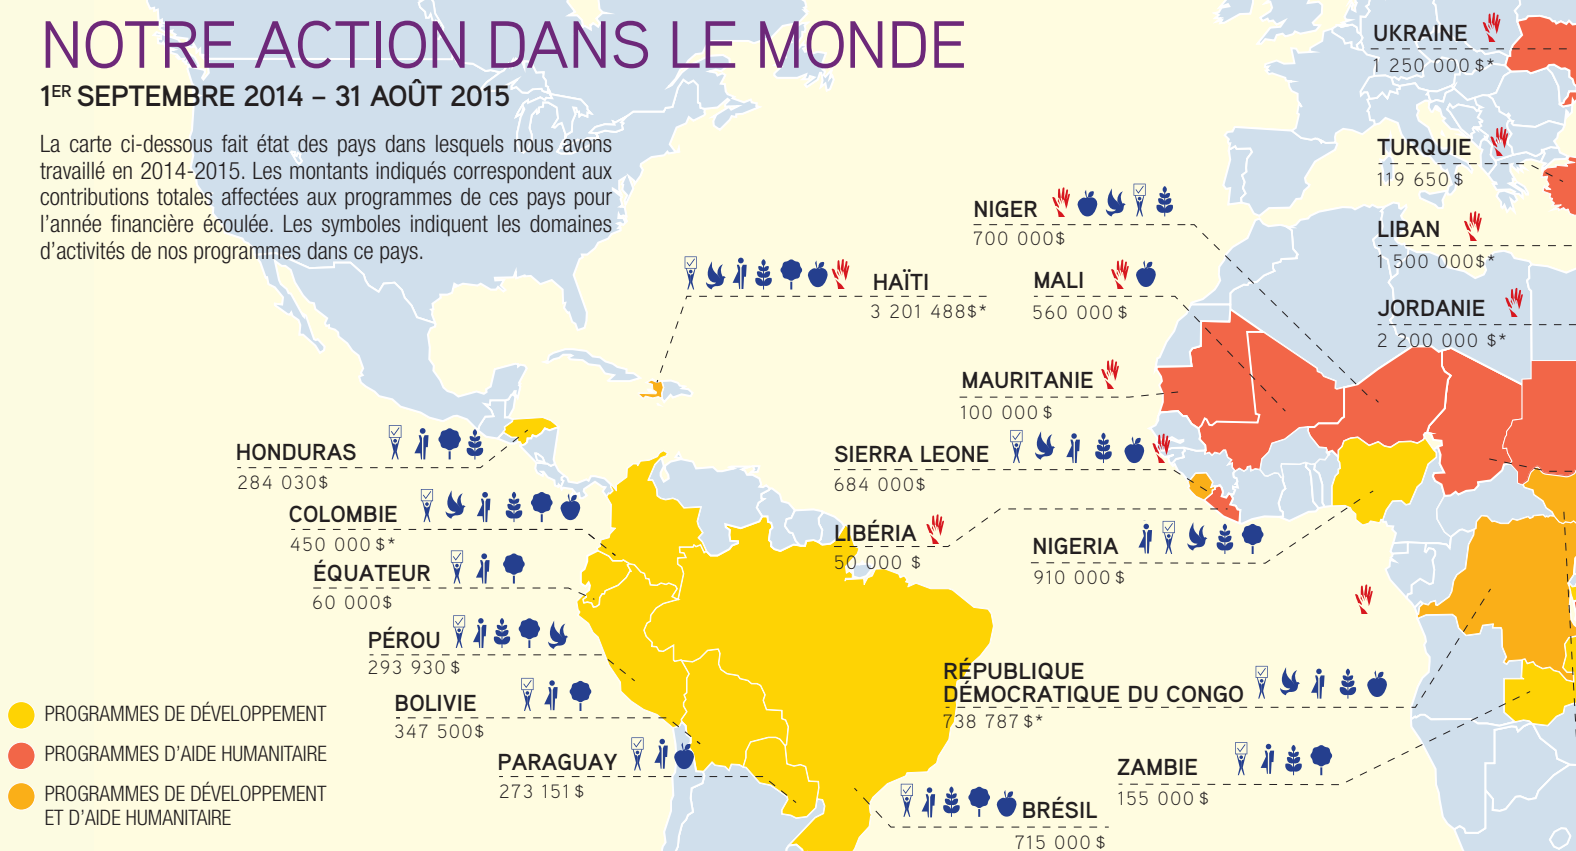 NOTRE ACTION DANS LE MONDE
1ER SEPTEMBRE 2014 – 31 AOÛT 2015
La carte ci-dessous fait état des pays dans lesquels nous avons
travaillé en 2014-2015. Les montants indiqués correspondent aux
contributions totales affectées aux programmes de ces pays pour
l'année financière écoulée. Les symboles indiquent les domaines
d'activités de nos programmes dans ce pays.
UKRAINE
1 250 000 $*
TURQUIE
119 650 $
LIBAN
1 500 000$*
JORDANIE
2 200 000 $*
NIGER
700 000$
MALI
560 000 $
HAÏTI
3 201 488$*
MAURITANIE
100 000 $
SIERRA LEONE
684 000$
LIBÉRIA
50 000 $
NIGERIA
910 000 $
HONDURAS
284 030$
COLOMBIE
450 000 $*
ÉQUATEUR
60 000$
PÉROU
293 930 $
BOLIVIE
347 500$
PARAGUAY
273 151 $
RÉPUBLIQUE
DÉMOCRATIQUE DU CONGO
738 787 $*
ZAMBIE
155 000 $
BRÉSIL
715 000 $
PROGRAMMES DE DÉVELOPPEMENT
PROGRAMMES D'AIDE HUMANITAIRE
PROGRAMMES DE DÉVELOPPEMENT
ET D'AIDE HUMANITAIRE